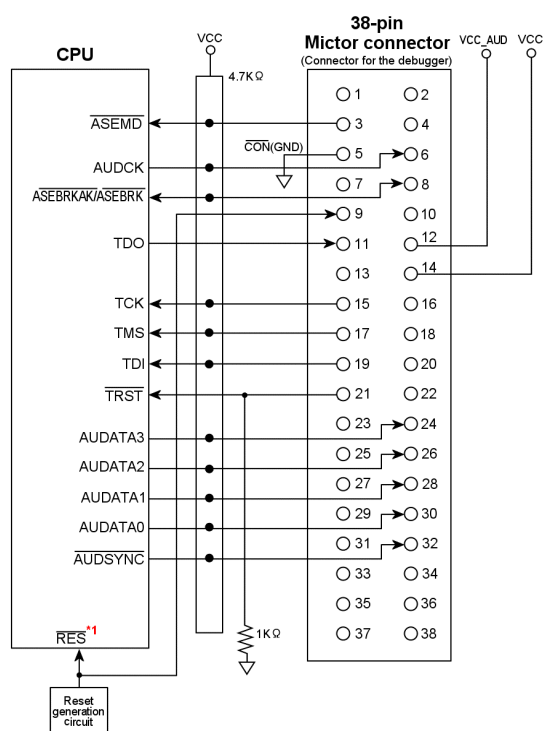 38-pin
Mictor connector
(Connector for the debugger)
VCC_AUD
VCC
VCC
CPU
4.7KΩ
1
2
ASEMD
3
4
CON(GND)
AUDCK
5
6
ASEBRKAK/ASEBRK
7
8
9
10
TDO
11
12
13
14
TCK
15
16
TMS
17
18
TDI
19
20
TRST
21
22
AUDATA3
23
24
AUDATA2
25
26
AUDATA1
27
28
AUDATA0
29
30
AUDSYNC
31
32
33
34
35
36
RES*1
1KΩ
37
38
Reset
generation
circuit